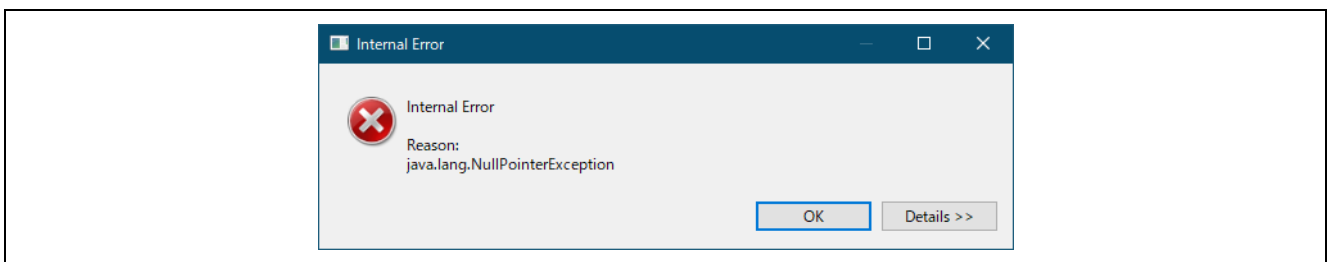 Internal Error
Internal Error
Reason:
java.lang.NullPointerException
OK
Details >>